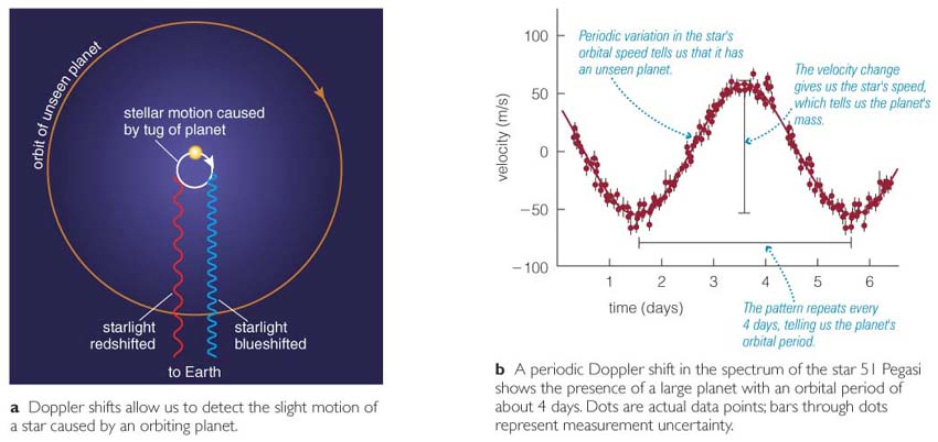 orbit of unseen planet
stellar motion caused
by tug of planet
starlight
redshifted
starlight
blueshifted
to Earth
a Doppler shifts allow us to detect the slight motion of
a star caused by an orbiting planet.
velocity (m/s)
100
50
0
−50
−100
Periodic variation in the star's
orbital speed tells us that it has
an unseen planet.
The velocity change
gives us the star's speed,
which tells us the planet's
mass.
1 2 3 4 5 6
time (days)
The pattern repeats every
4 days, telling us the planet's
orbital period.
b A periodic Doppler shift in the spectrum of the star 51 Pegasi
shows the presence of a large planet with an orbital period of
about 4 days. Dots are actual data points; bars through dots
represent measurement uncertainty.